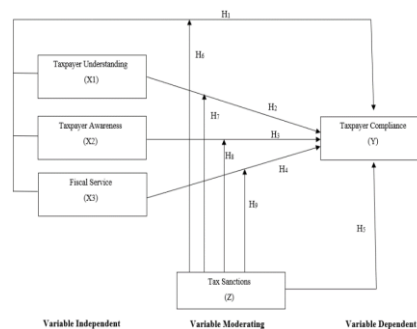 H1
Taxpayer Understanding
(X1)
H6
H2
H7
Taxpayer Awareness
(X2)
H3
Taxpayer Compliance
(Y)
H8
Fiscal Service
(X3)
H4
H9
H5
Tax Sanctions
(Z)
Variable Independent
Variable Moderating
Variable Dependent